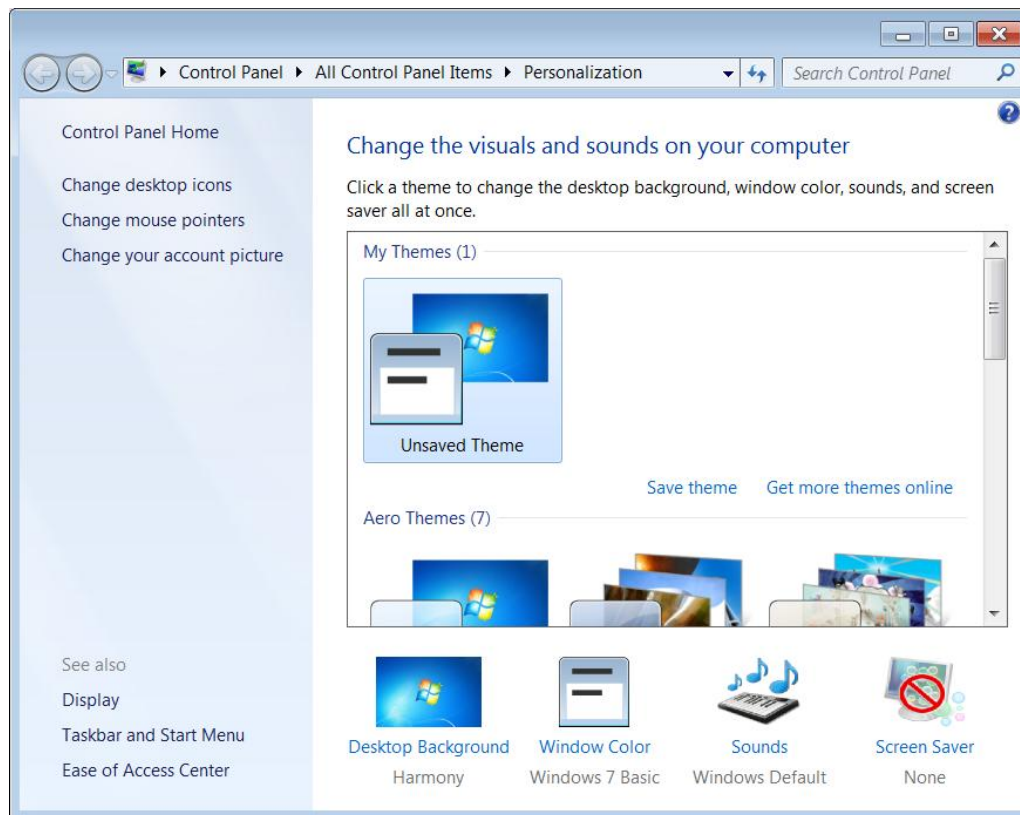 Control Panel
All Control Panel Items
Personalization
Search Control Panel
Control Panel Home
Change desktop icons
Change mouse pointers
Change your account picture
See also
Display
Taskbar and Start Menu
Ease of Access Center
Change the visuals and sounds on your computer
Click a theme to change the desktop background, window color, sounds, and screen
saver all at once.
My Themes (1)
Unsaved Theme
Save theme
Get more themes online
Aero Themes (7)
Desktop Background
Harmony
Window Color
Windows 7 Basic
Sounds
Windows Default
Screen Saver
None